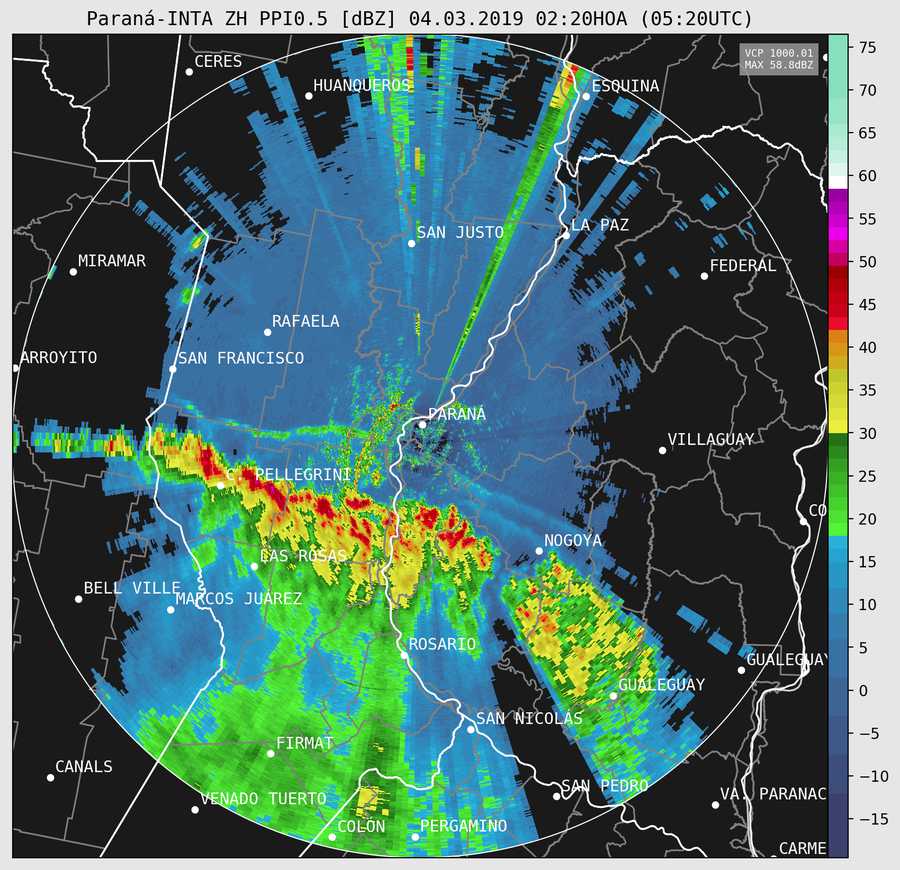 Paraná-INTA ZH PPI0.5 [dBZ] 04.03.2019 02:20HOA (05:20UTC)
VCP 1000.01
MAX 58.8dBZ
75
70
65
60
55
50
45
40
35
30
25
20
15
10
5
0
−5
−10
−15
CERES
HUANQUEROS
ESQUINA
SAN JUSTO
LA PAZ
MIRAMAR
FEDERAL
RAFAELA
ARROYITO
SAN FRANCISCO
PARANÁ
VILLAGUAY
C. PELLEGRINI
CO
NOGOYA
LAS ROSAS
BELL VILLE
MARCOS JUÁREZ
ROSARIO
GUALEGUAY
GUALEGUAY
SAN NICOLÁS
FIRMAT
CANALS
SAN PEDRO
VENADO TUERTO
VA. PARANAC
COLÓN
PERGAMINO
CARME